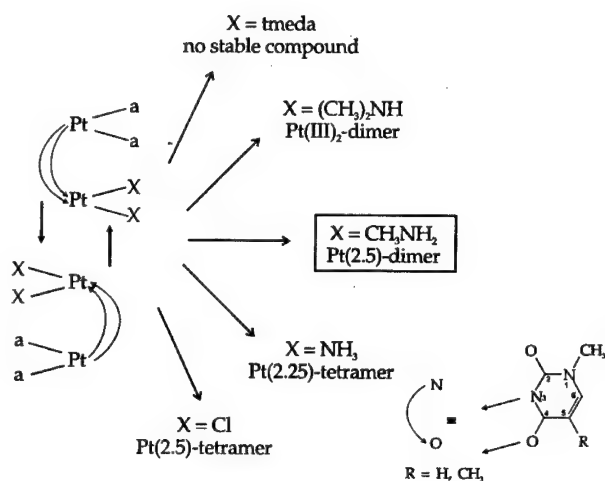 X = tmeda
no stable compound
X = (CH₃)₂NH
Pt(III)₂-dimer
X = CH₃NH₂
Pt(2.5)-dimer
X = NH₃
Pt(2.25)-tetramer
X = Cl
Pt(2.5)-tetramer
Pt
a
a
Pt
X
X
X
X
Pt
a
a
Pt
N
O
=
O
CH₃
N
1
2
N
3
4
5
6
O
R
R = H, CH₃